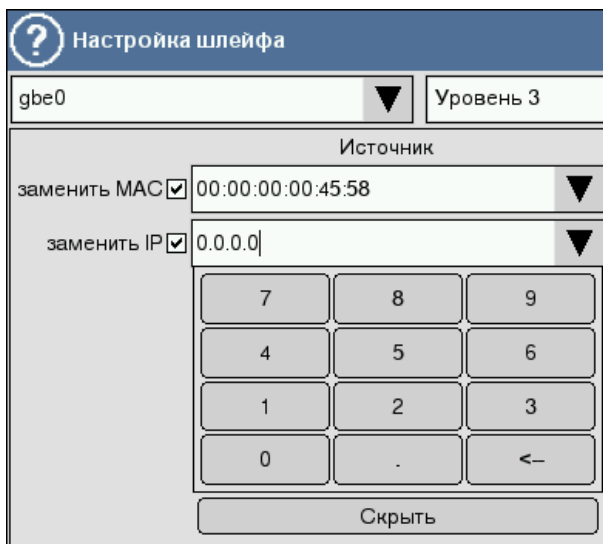 ? Настройка шлейфа
gbe0 Уровень 3
Источник
заменить MAC 00:00:00:00:45:58
заменить IP 0.0.0.0
7 8 9
4 5 6
1 2 3
0 . <–
Скрыть